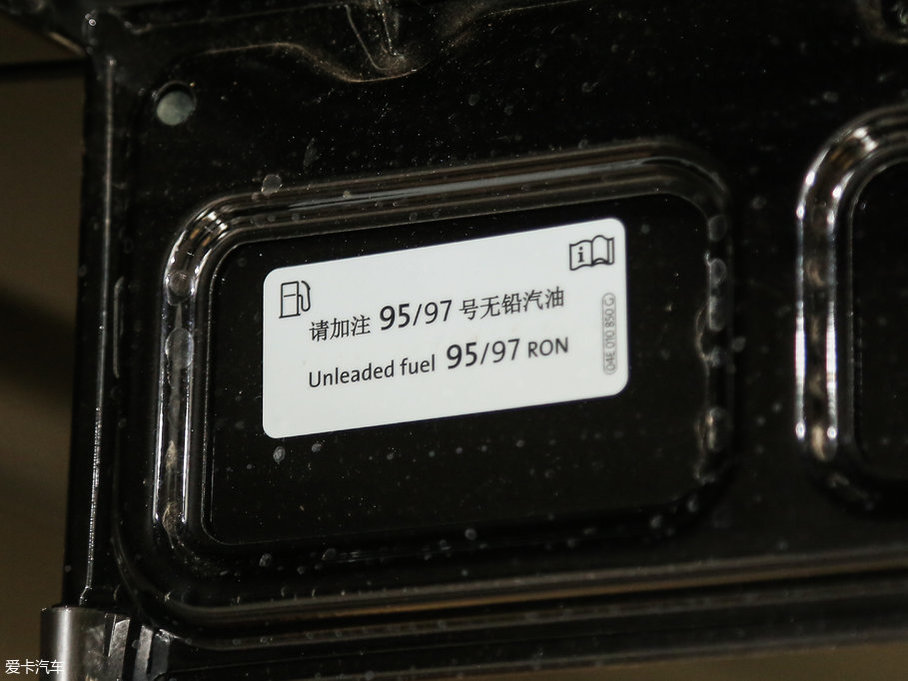 请加注 95/97 号无铅汽油
Unleaded fuel 95/97 RON
04E 010 850 G
爱卡汽车